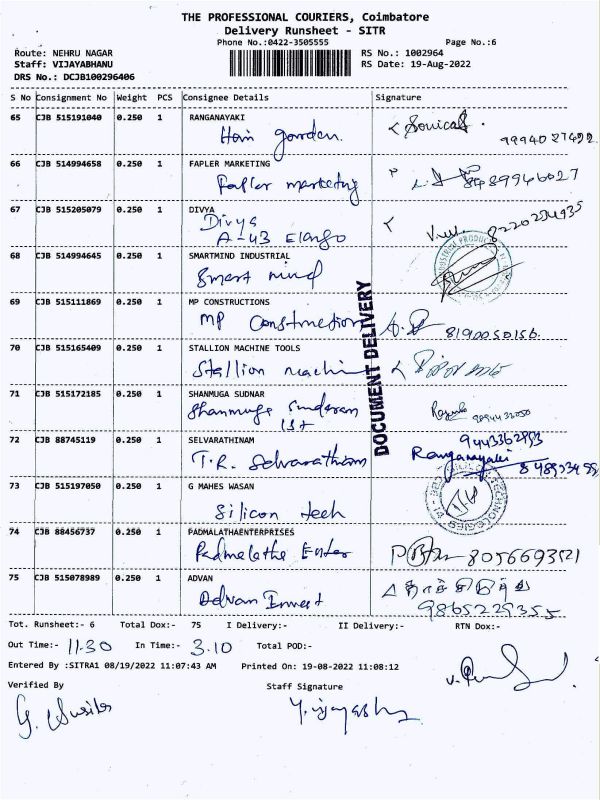 THE PROFESSIONAL COURIERS, Coimbatore
Delivery Runsheet - SITR
Phone No.:0422-3505555 Page No.:6
Route: NEHRU NAGAR RS No.: 1002964
Staff: VIJAYABHANU RS Date: 19-Aug-2022
DRS No.: DCJB100296406
S No Consignment No Weight PCS Consignee Details Signature
65 CJB 515191040 0.250 1 RANGANAYAKI
9994027492
66 CJB 514994658 0.250 1 FAPLER MARKETING
Fapler marketing 8489946027
67 CJB 515205079 0.250 1 DIVYA
Divya
A-43 Elango 8220234935
68 CJB 514994645 0.250 1 SMARTMIND INDUSTRIAL
Smart mind
69 CJB 515111869 0.250 1 MP CONSTRUCTIONS
MP Constructions 8190050156.
70 CJB 515165409 0.250 1 STALLION MACHINE TOOLS
Stallion machin
71 CJB 515172185 0.250 1 SHANMUGA SUDNAR
Shanmuga Sundaram
DOCUMENT DELIVERY
72 CJB 88745119 0.250 1 SELVARATHINAM
T.R. Selvarathinam Ranganayaki
73 CJB 515197050 0.250 1 G MAHES WASAN
Silicon tech
74 CJB 88456737 0.250 1 PADMALATHAENTERPRISES
Padmalatha Enter 8056693521
75 CJB 515078989 0.250 1 ADVAN
Advan Invest
9865229355
Tot. Runsheet:- 6 Total Dox:- 75 I Delivery:- II Delivery:- RTN Dox:-
Out Time:- 11.30 In Time:- 3.10 Total POD:-
Entered By :SITRA1 08/19/2022 11:07:43 AM Printed On: 19-08-2022 11:08:12
Verified By Staff Signature